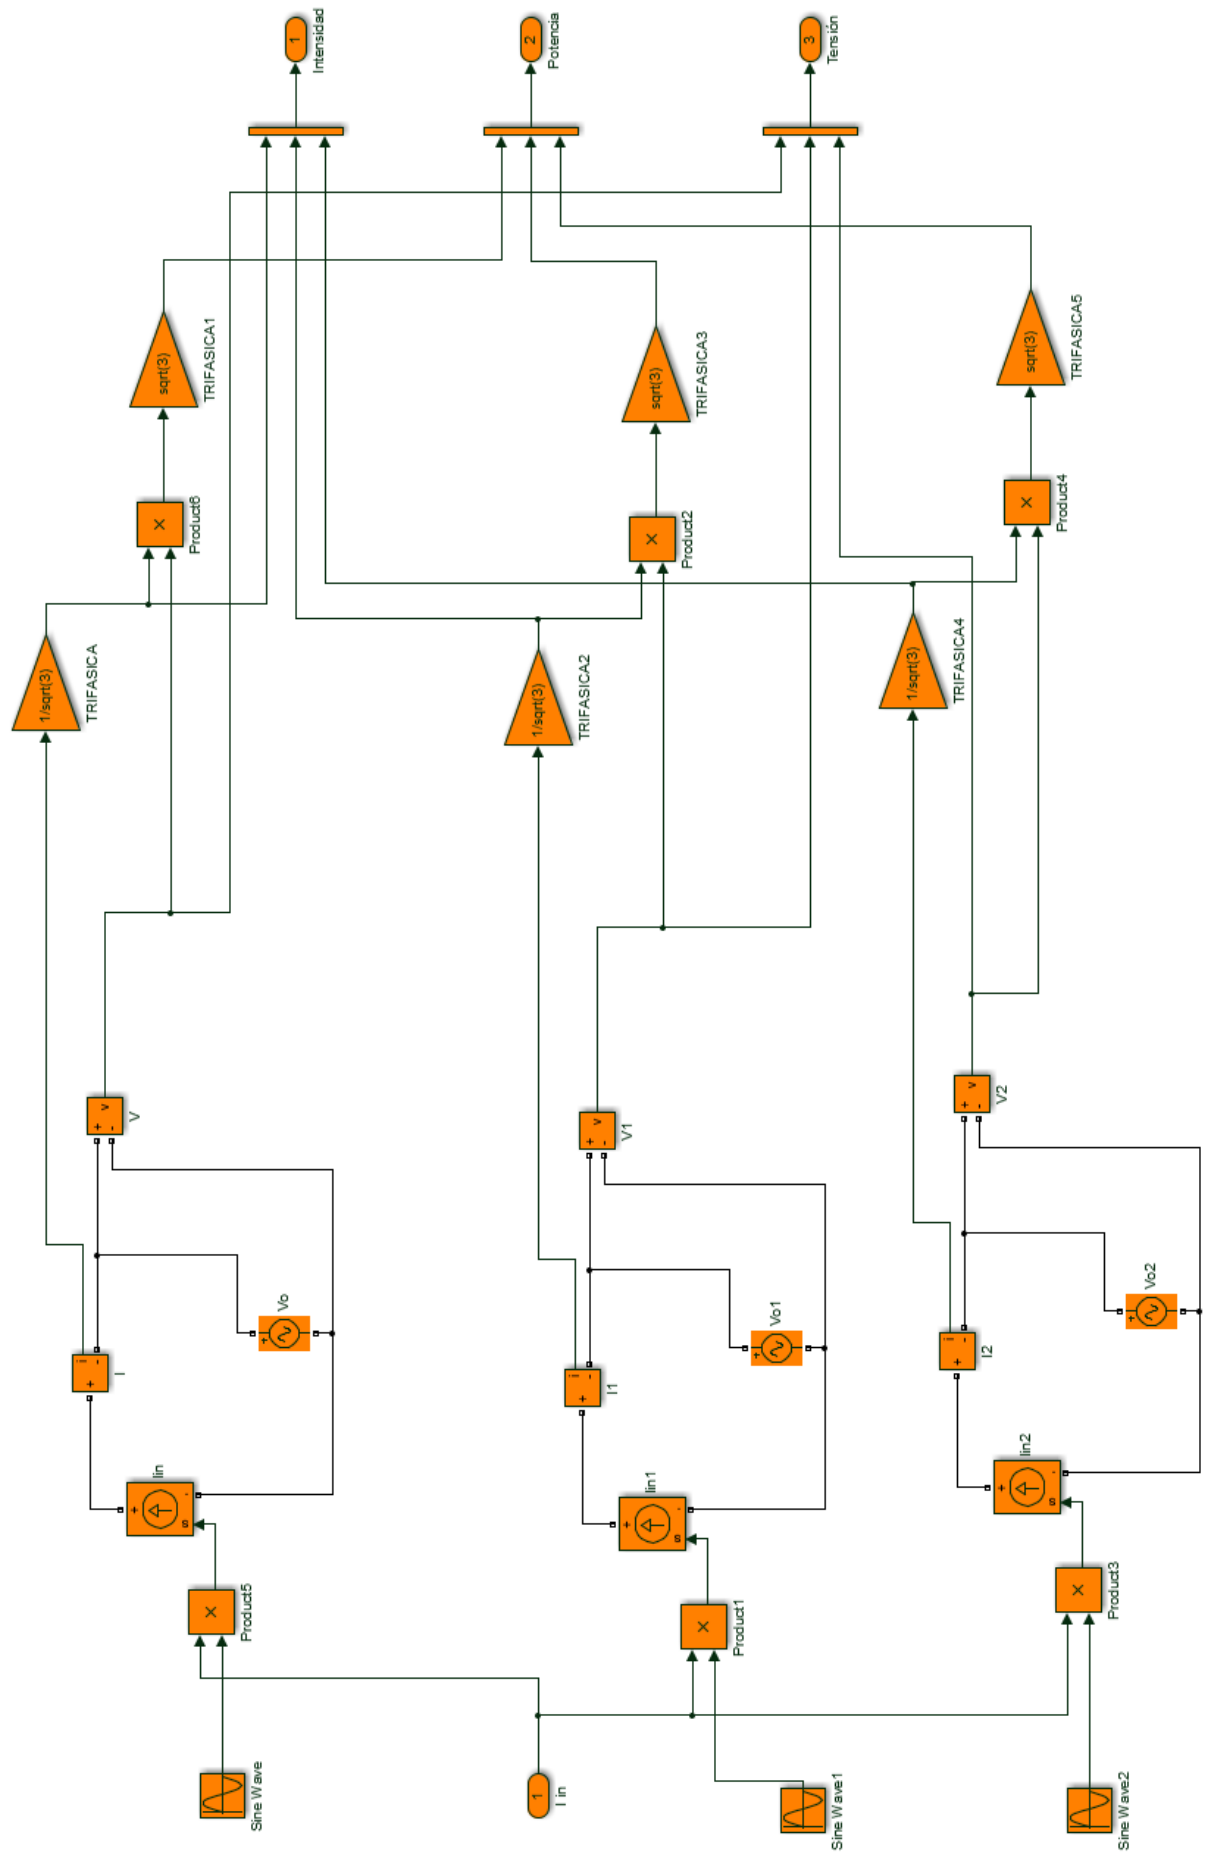 Sine Wave
1
I in
Sine Wave1
Sine Wave2
×
Product5
×
Product1
×
Product3
+
-
s
Iin
+
-
s
Iin1
+
-
s
Iin2
+
i
-
I
+
i
-
I1
+
i
-
I2
+
Vo
+
Vo1
+
Vo2
+
-
v
V
+
-
v
V1
+
-
v
V2
1/sqrt(3)
TRIFASICA
1/sqrt(3)
TRIFASICA2
1/sqrt(3)
TRIFASICA4
×
Product6
×
Product2
×
Product4
sqrt(3)
TRIFASICA1
sqrt(3)
TRIFASICA3
sqrt(3)
TRIFASICA5
1
Intensidad
2
Potencia
3
Tensión